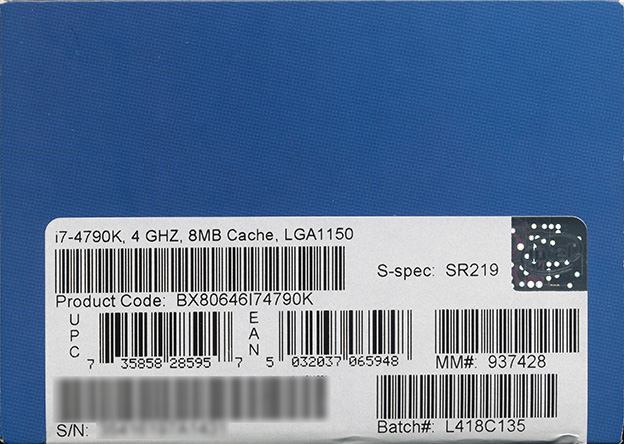 i7-4790K, 4 GHZ, 8MB Cache, LGA1150
S-spec: SR219
Product Code: BX80646I74790K
UPC
7 35858 28595 7
EAN
5 032037 065948
MM#: 937428
S/N:
Batch#: L418C135